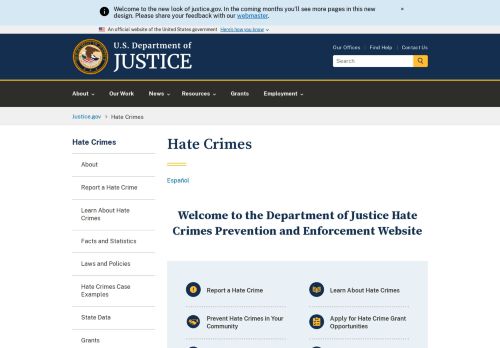 Welcome to the new look of justice.gov. In the coming months you'll see more pages in this new
design. Please share your feedback with our webmaster.
×
An official website of the United States government Here's how you know
U.S. Department of
JUSTICE
Our Offices | Find Help | Contact Us
Search
About Our Work News Resources Grants Employment
Justice.gov > Hate Crimes
Hate Crimes
About
Report a Hate Crime
Learn About Hate
Crimes
Facts and Statistics
Laws and Policies
Hate Crimes Case
Examples
State Data
Grants
Hate Crimes
Español
Welcome to the Department of Justice Hate
Crimes Prevention and Enforcement Website
Report a Hate Crime
Learn About Hate Crimes
Prevent Hate Crimes in Your
Community
Apply for Hate Crime Grant
Opportunities